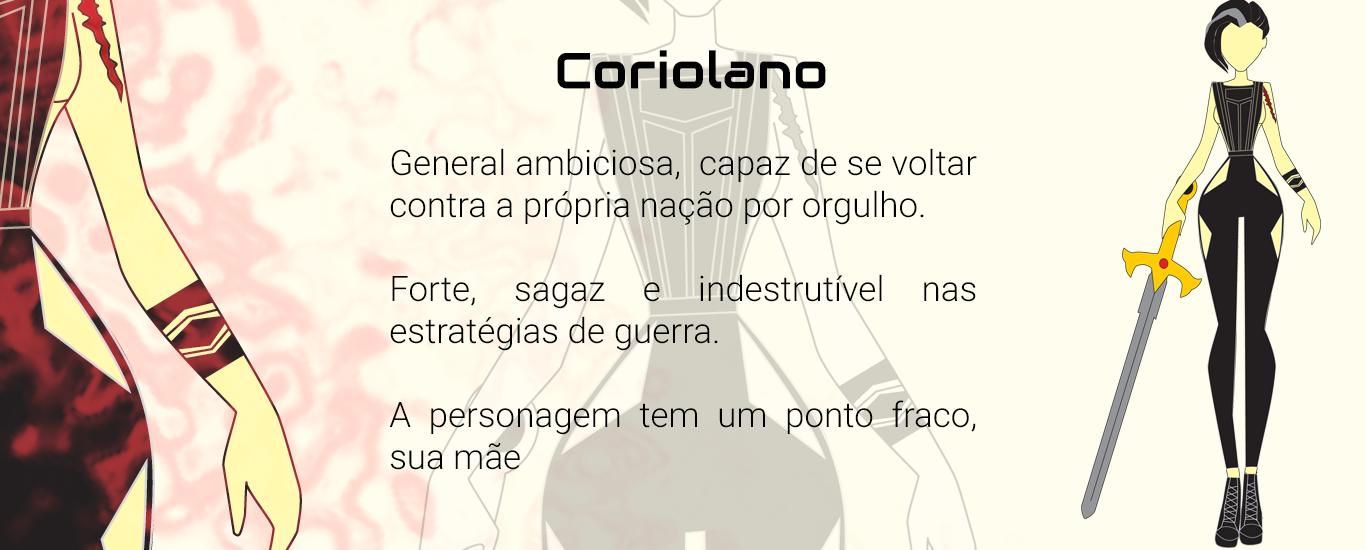 Coriolano
General ambiciosa, capaz de se voltar
contra a própria nação por orgulho.
Forte, sagaz e indestrutível nas
estratégias de guerra.
A personagem tem um ponto fraco,
sua mãe